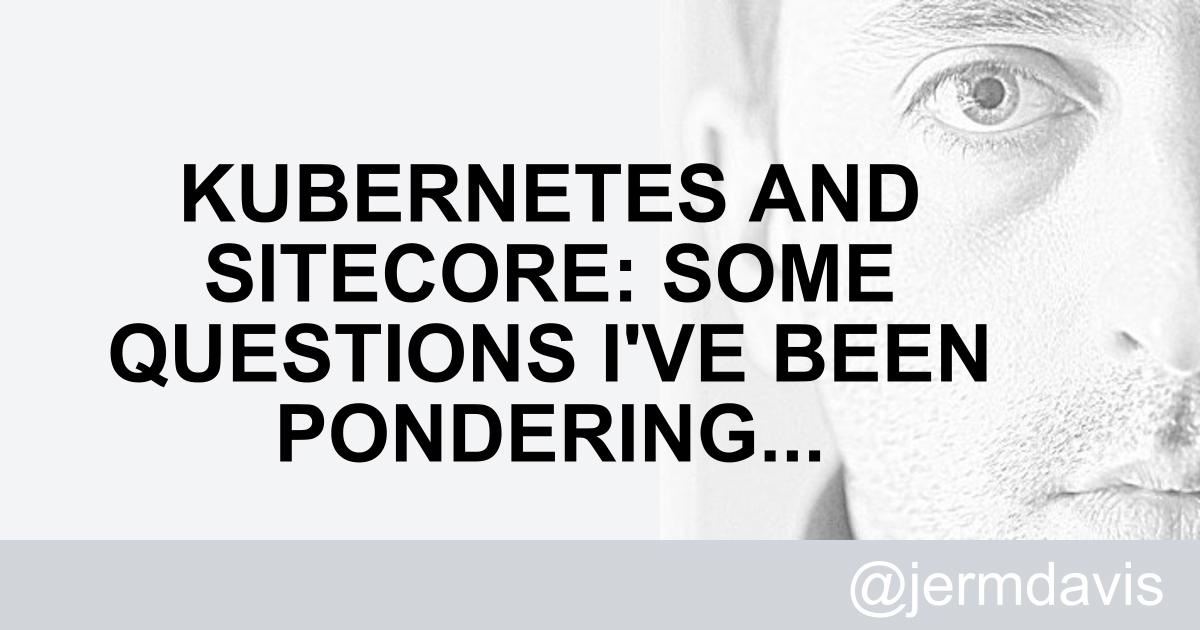 KUBERNETES AND
SITECORE: SOME
QUESTIONS I'VE BEEN
PONDERING...
@jermdavis